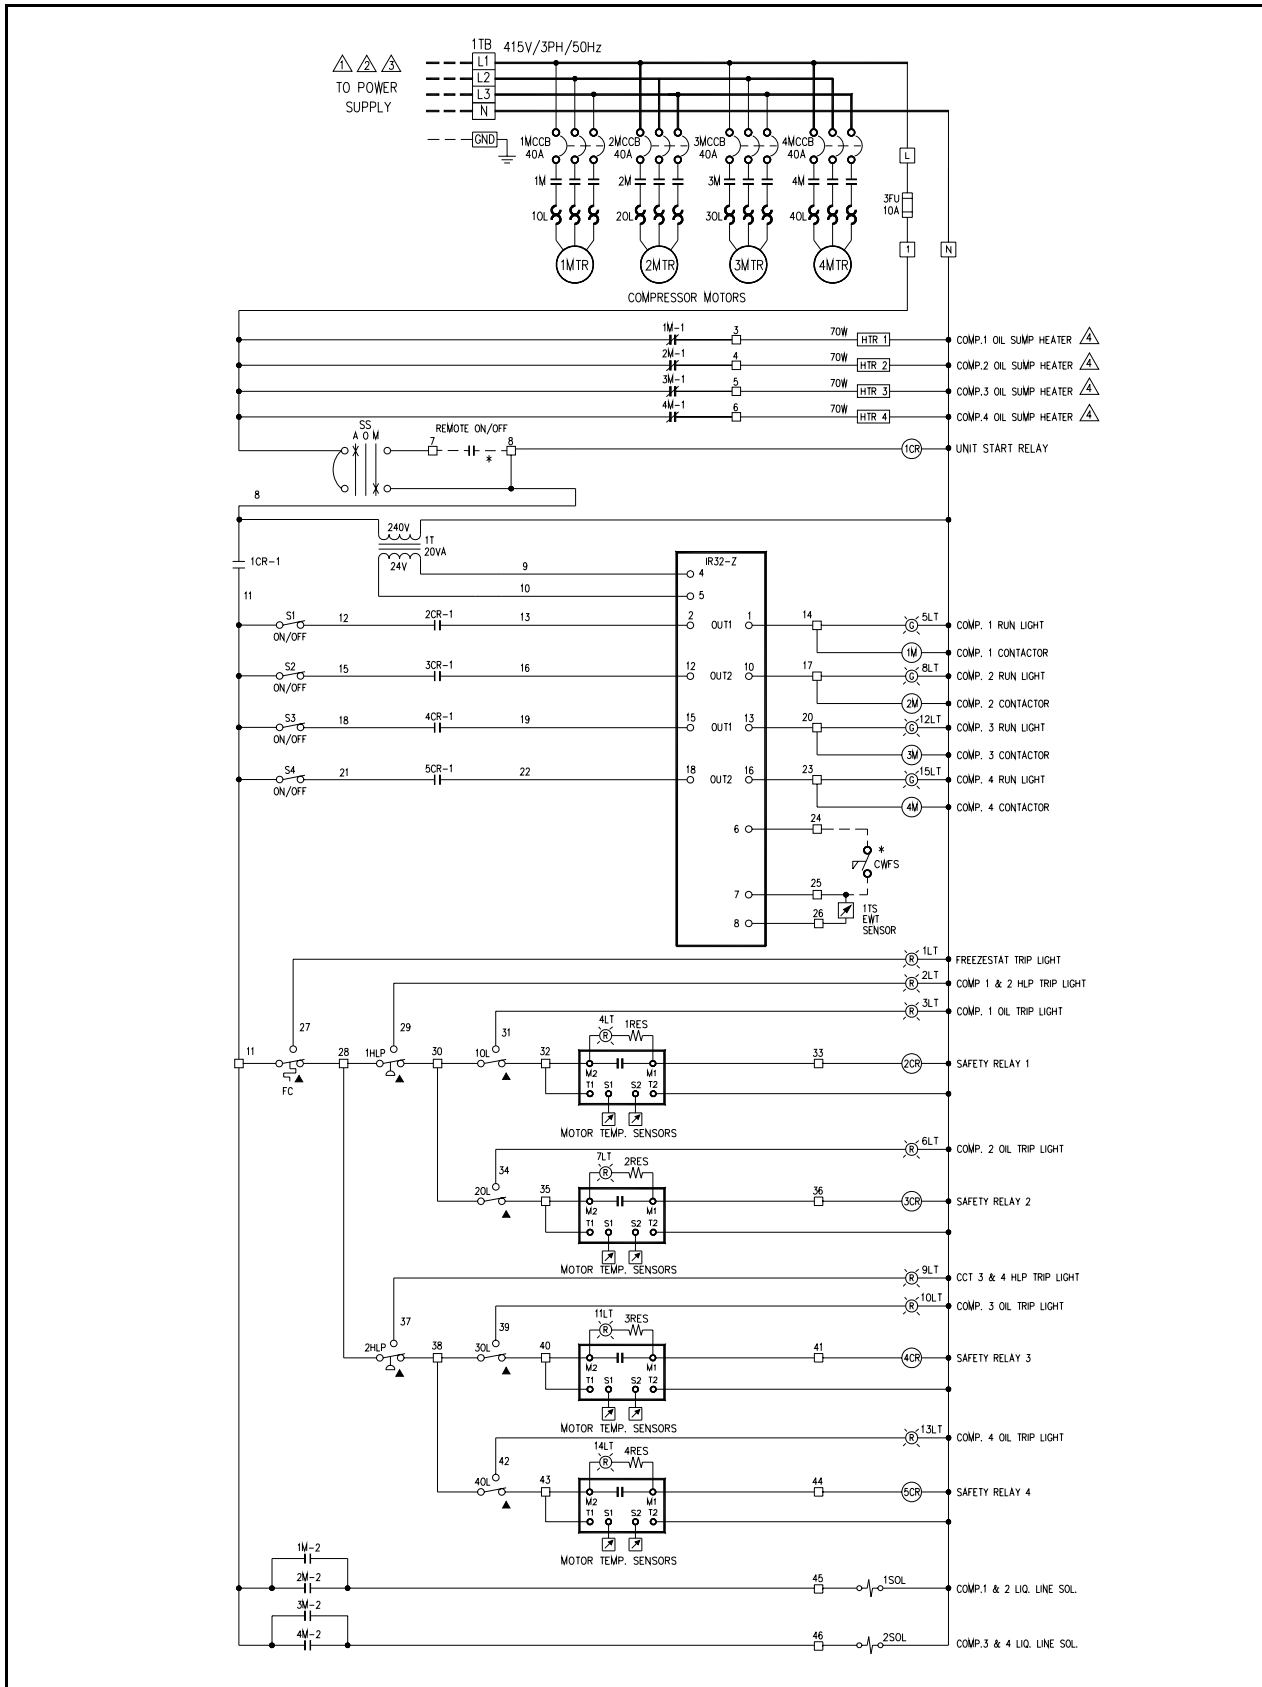 1TB 415V/3PH/50Hz
1 2 3
TO POWER
SUPPLY
L1
L2
L3
N
GND
1MCCB
40A
2MCCB
40A
3MCCB
40A
4MCCB
40A
L
1M 2M 3M 4M
3FU
10A
1OL 2OL 3OL 4OL
1 N
1MTR 2MTR 3MTR 4MTR
COMPRESSOR MOTORS
1M-1 3 70W HTR 1 COMP.1 OIL SUMP HEATER 4
2M-1 4 70W HTR 2 COMP.2 OIL SUMP HEATER 4
3M-1 5 70W HTR 3 COMP.3 OIL SUMP HEATER 4
4M-1 6 70W HTR 4 COMP.4 OIL SUMP HEATER 4
SS
A O M
7 REMOTE ON/OFF 8
*
1CR UNIT START RELAY
8
240V
1T
20VA
24V
1CR-1
IR32-Z
9 4
10 5
11
S1 12 2CR-1 13 2 OUT1 1 14 G 5LT COMP. 1 RUN LIGHT
ON/OFF
1M COMP. 1 CONTACTOR
S2 15 3CR-1 16 12 OUT2 10 17 G 8LT COMP. 2 RUN LIGHT
ON/OFF
2M COMP. 2 CONTACTOR
S3 18 4CR-1 19 15 OUT1 13 20 G 12LT COMP. 3 RUN LIGHT
ON/OFF
3M COMP. 3 CONTACTOR
S4 21 5CR-1 22 18 OUT2 16 23 G 15LT COMP. 4 RUN LIGHT
ON/OFF
4M COMP. 4 CONTACTOR
6 24
*
CWFS
7 25
8 26
1TS
EWT
SENSOR
R 1LT FREEZESTAT TRIP LIGHT
R 2LT COMP 1 & 2 HLP TRIP LIGHT
R 3LT COMP. 1 OIL TRIP LIGHT
27 29 31
4LT R 1RES
11 28 1HLP 30 1OL 32 33 2CR SAFETY RELAY 1
FC
M2 M1
T1 S1 S2 T2
MOTOR TEMP. SENSORS
R 6LT COMP. 2 OIL TRIP LIGHT
34
7LT R 2RES
2OL 35 36 3CR SAFETY RELAY 2
M2 M1
T1 S1 S2 T2
MOTOR TEMP. SENSORS
R 9LT CCT 3 & 4 HLP TRIP LIGHT
R 10LT COMP. 3 OIL TRIP LIGHT
37 39
11LT R 3RES
2HLP 38 3OL 40 41 4CR SAFETY RELAY 3
M2 M1
T1 S1 S2 T2
MOTOR TEMP. SENSORS
R 13LT COMP. 4 OIL TRIP LIGHT
42
14LT R 4RES
4OL 43 44 5CR SAFETY RELAY 4
M2 M1
T1 S1 S2 T2
MOTOR TEMP. SENSORS
1M-2
2M-2 45 1SOL COMP.1 & 2 LIQ. LINE SOL.
3M-2
4M-2 46 2SOL COMP.3 & 4 LIQ. LINE SOL.